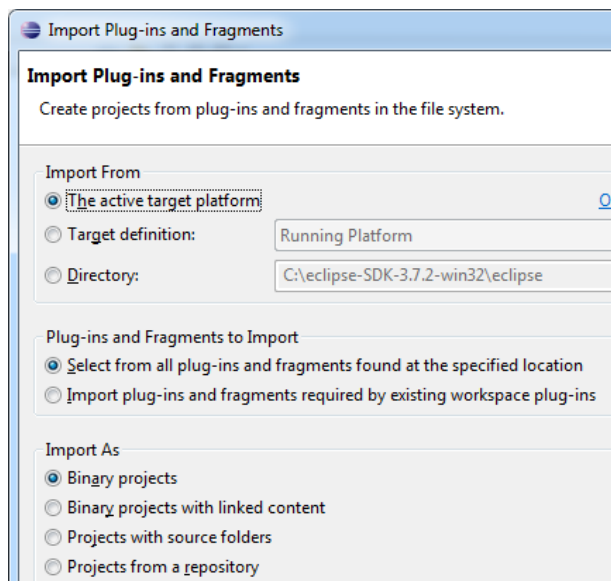 Import Plug-ins and Fragments
Import Plug-ins and Fragments
Create projects from plug-ins and fragments in the file system.
Import From
The active target platform
Target definition:
Running Platform
Directory:
C:\eclipse-SDK-3.7.2-win32\eclipse
Plug-ins and Fragments to Import
Select from all plug-ins and fragments found at the specified location
Import plug-ins and fragments required by existing workspace plug-ins
Import As
Binary projects
Binary projects with linked content
Projects with source folders
Projects from a repository